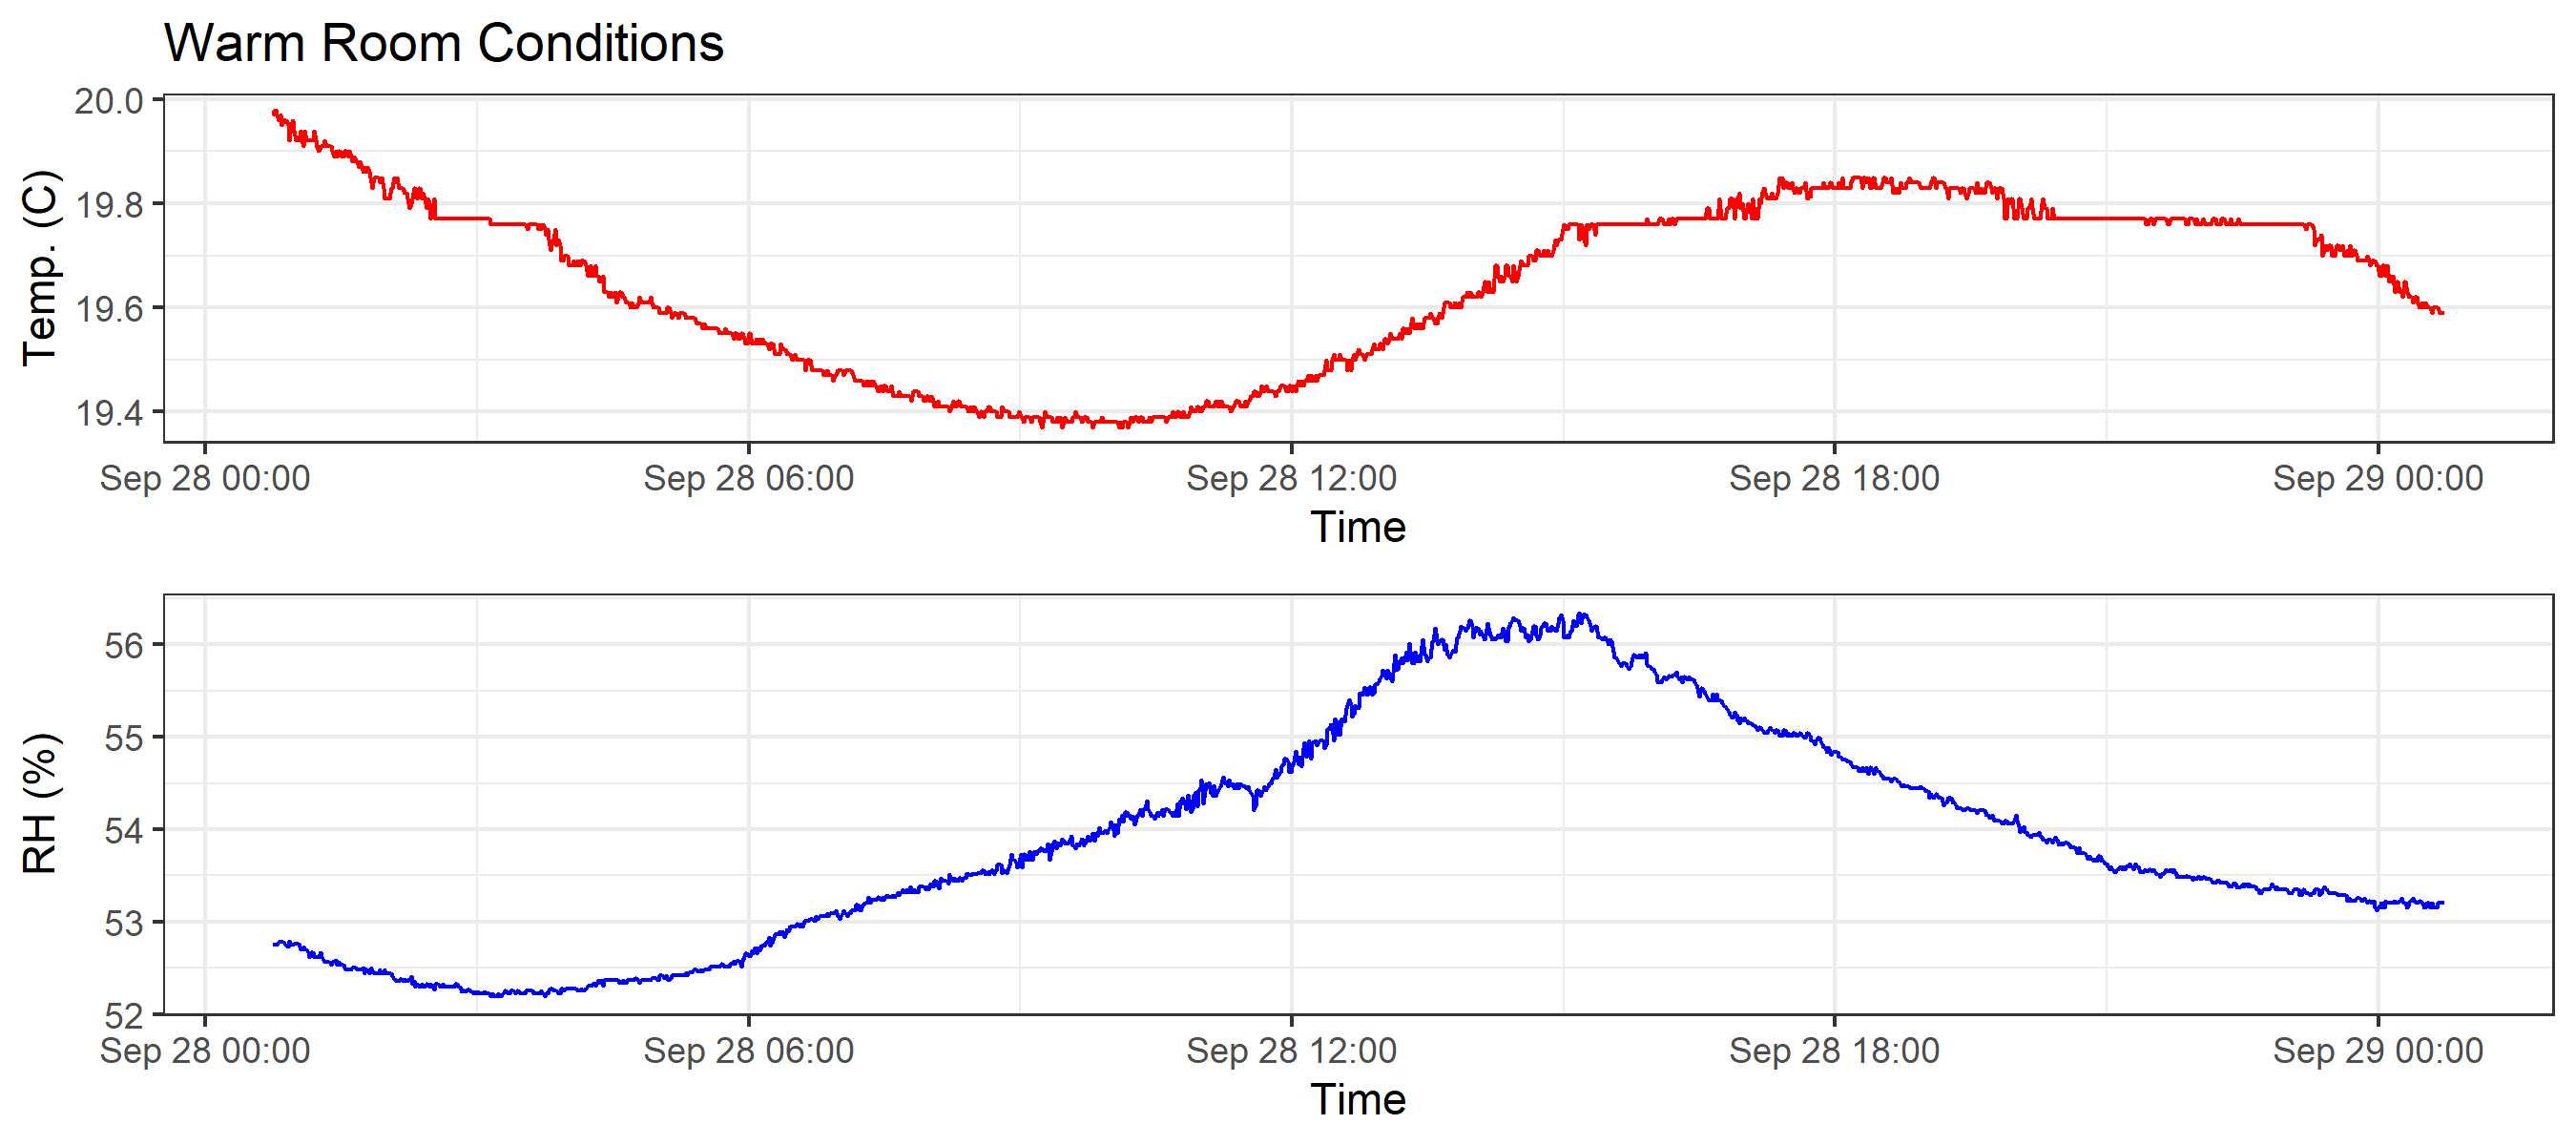 Warm Room Conditions
20.0
19.8
19.6
19.4
Temp. (C)
Sep 28 00:00 Sep 28 06:00 Sep 28 12:00 Sep 28 18:00 Sep 29 00:00
Time
56
55
54
53
52
RH (%)
Sep 28 00:00 Sep 28 06:00 Sep 28 12:00 Sep 28 18:00 Sep 29 00:00
Time